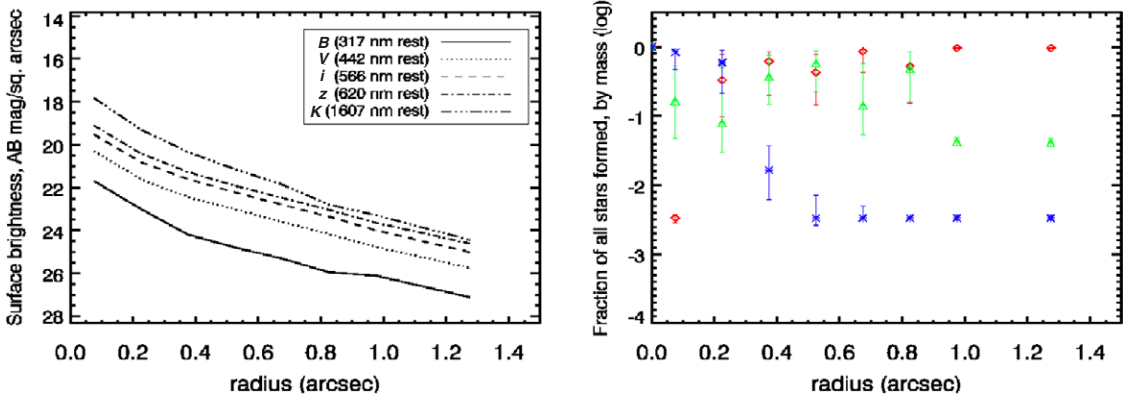 Surface brightness, AB mag/sq. arcsec
14
16
18
20
22
24
26
28
B (317 nm rest)
V (442 nm rest)
i (566 nm rest)
z (620 nm rest)
K (1607 nm rest)
0.0 0.2 0.4 0.6 0.8 1.0 1.2 1.4
radius (arcsec)
Fraction of all stars formed, by mass (log)
0
-1
-2
-3
-4
0.0 0.2 0.4 0.6 0.8 1.0 1.2 1.4
radius (arcsec)